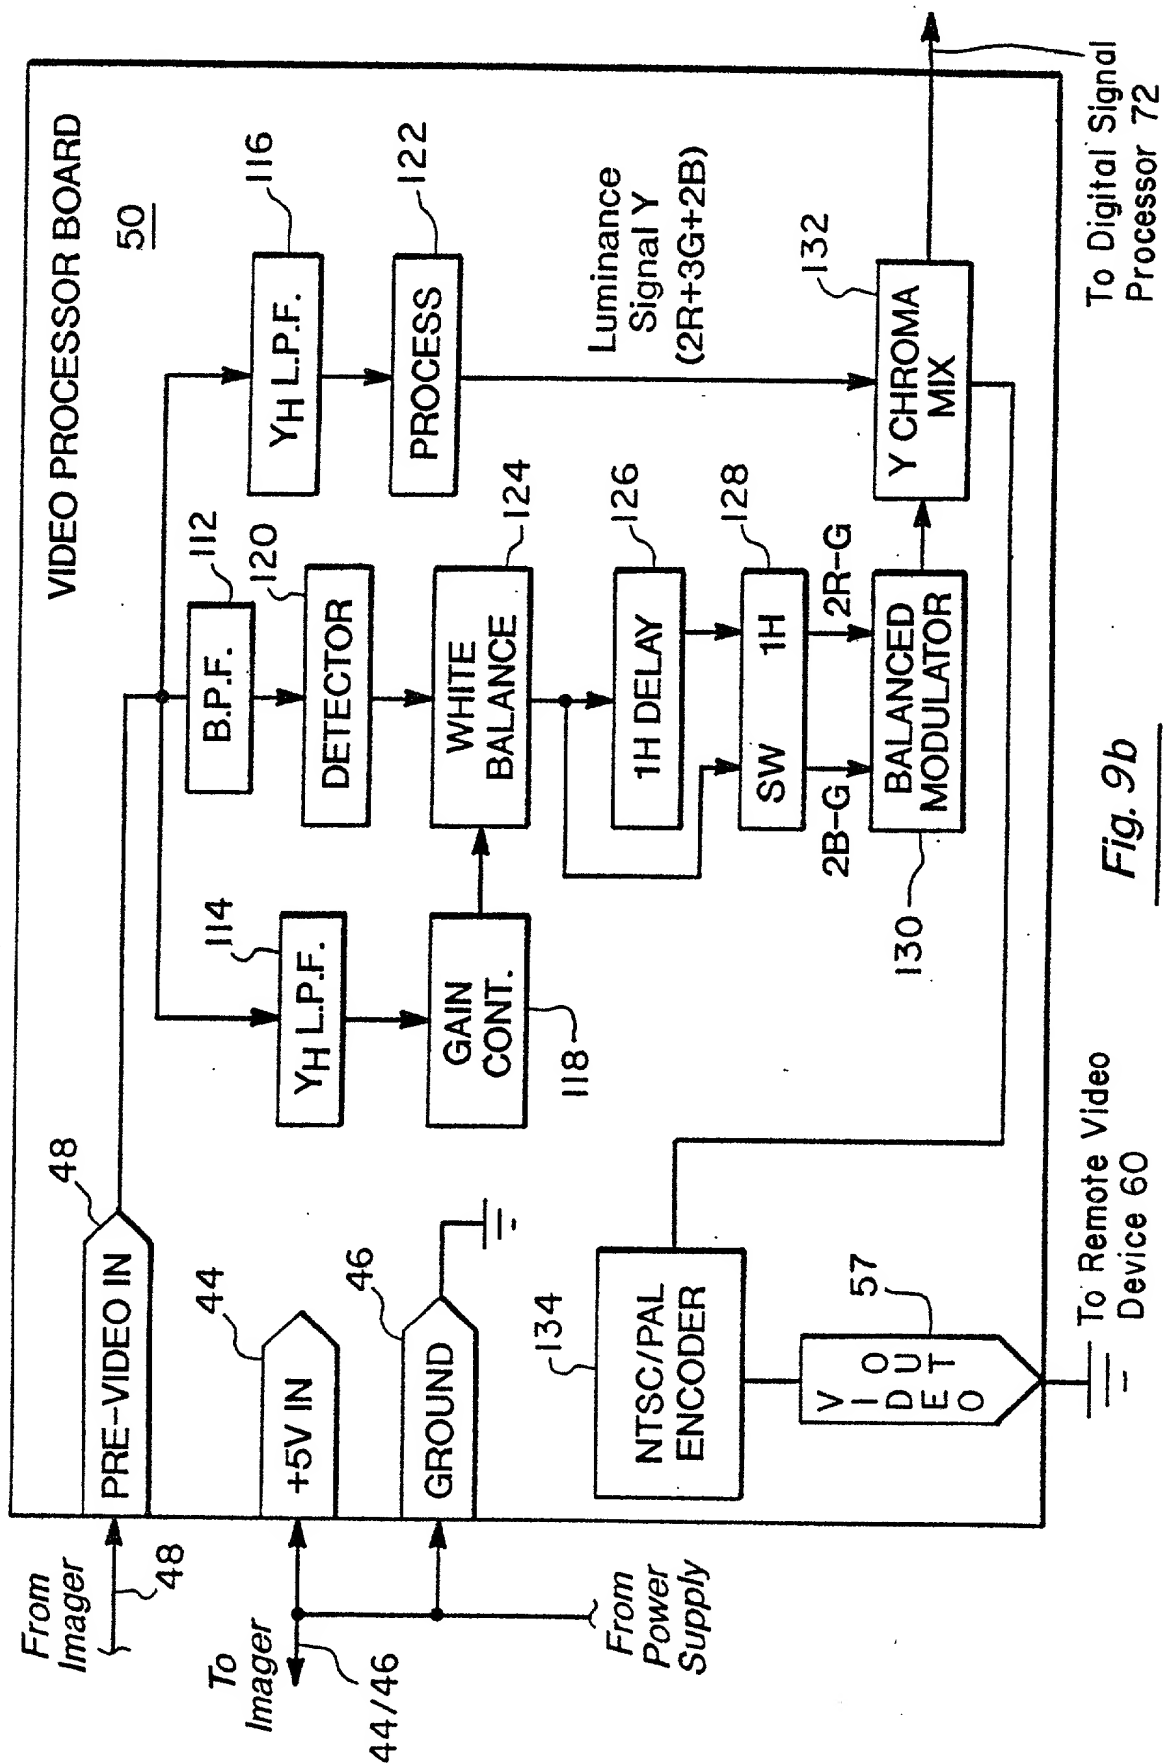 VIDEO PROCESSOR BOARD
50
From
Imager
48
PRE-VIDEO IN
48
To
Imager
44/46
+5V IN
44
GROUND
46
From
Power
Supply
114
YH L.P.F.
GAIN
CONT.
118
112
B.P.F.
120
DETECTOR
WHITE
BALANCE
124
116
YH L.P.F.
122
PROCESS
Luminance
Signal Y
(2R+3G+2B)
1H DELAY
126
SW 1H
128
2B-G
2R-G
BALANCED
MODULATOR
130
Y CHROMA
MIX
132
To Digital Signal
Processor 72
134
NTSC/PAL
ENCODER
VIDEO
OUT
57
To Remote Video
Device 60
Fig. 9b